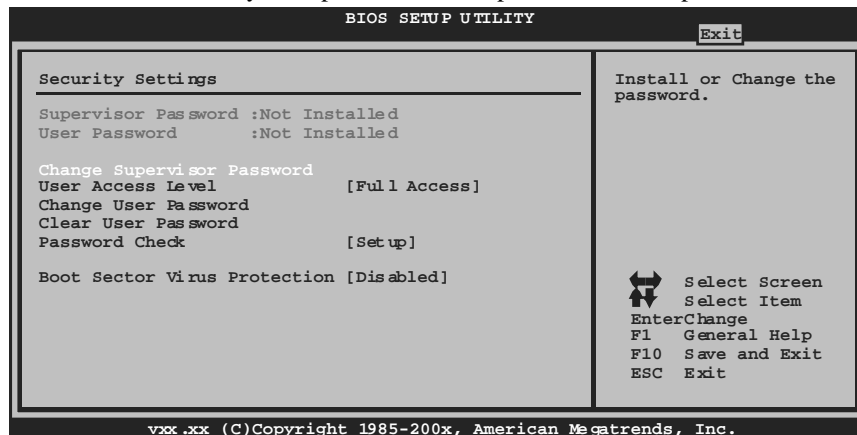 BIOS SETUP UTILITY
Exit
Security Settings
Supervisor Password :Not Installed
User Password :Not Installed
Change Supervisor Password
User Access Level [Full Access]
Change User Password
Clear User Password
Password Check [Setup]
Boot Sector Virus Protection [Disabled]
Install or Change the
password.
Select Screen
Select Item
EnterChange
F1 General Help
F10 Save and Exit
ESC Exit
vxx.xx (C)Copyright 1985-200x, American Megatrends, Inc.